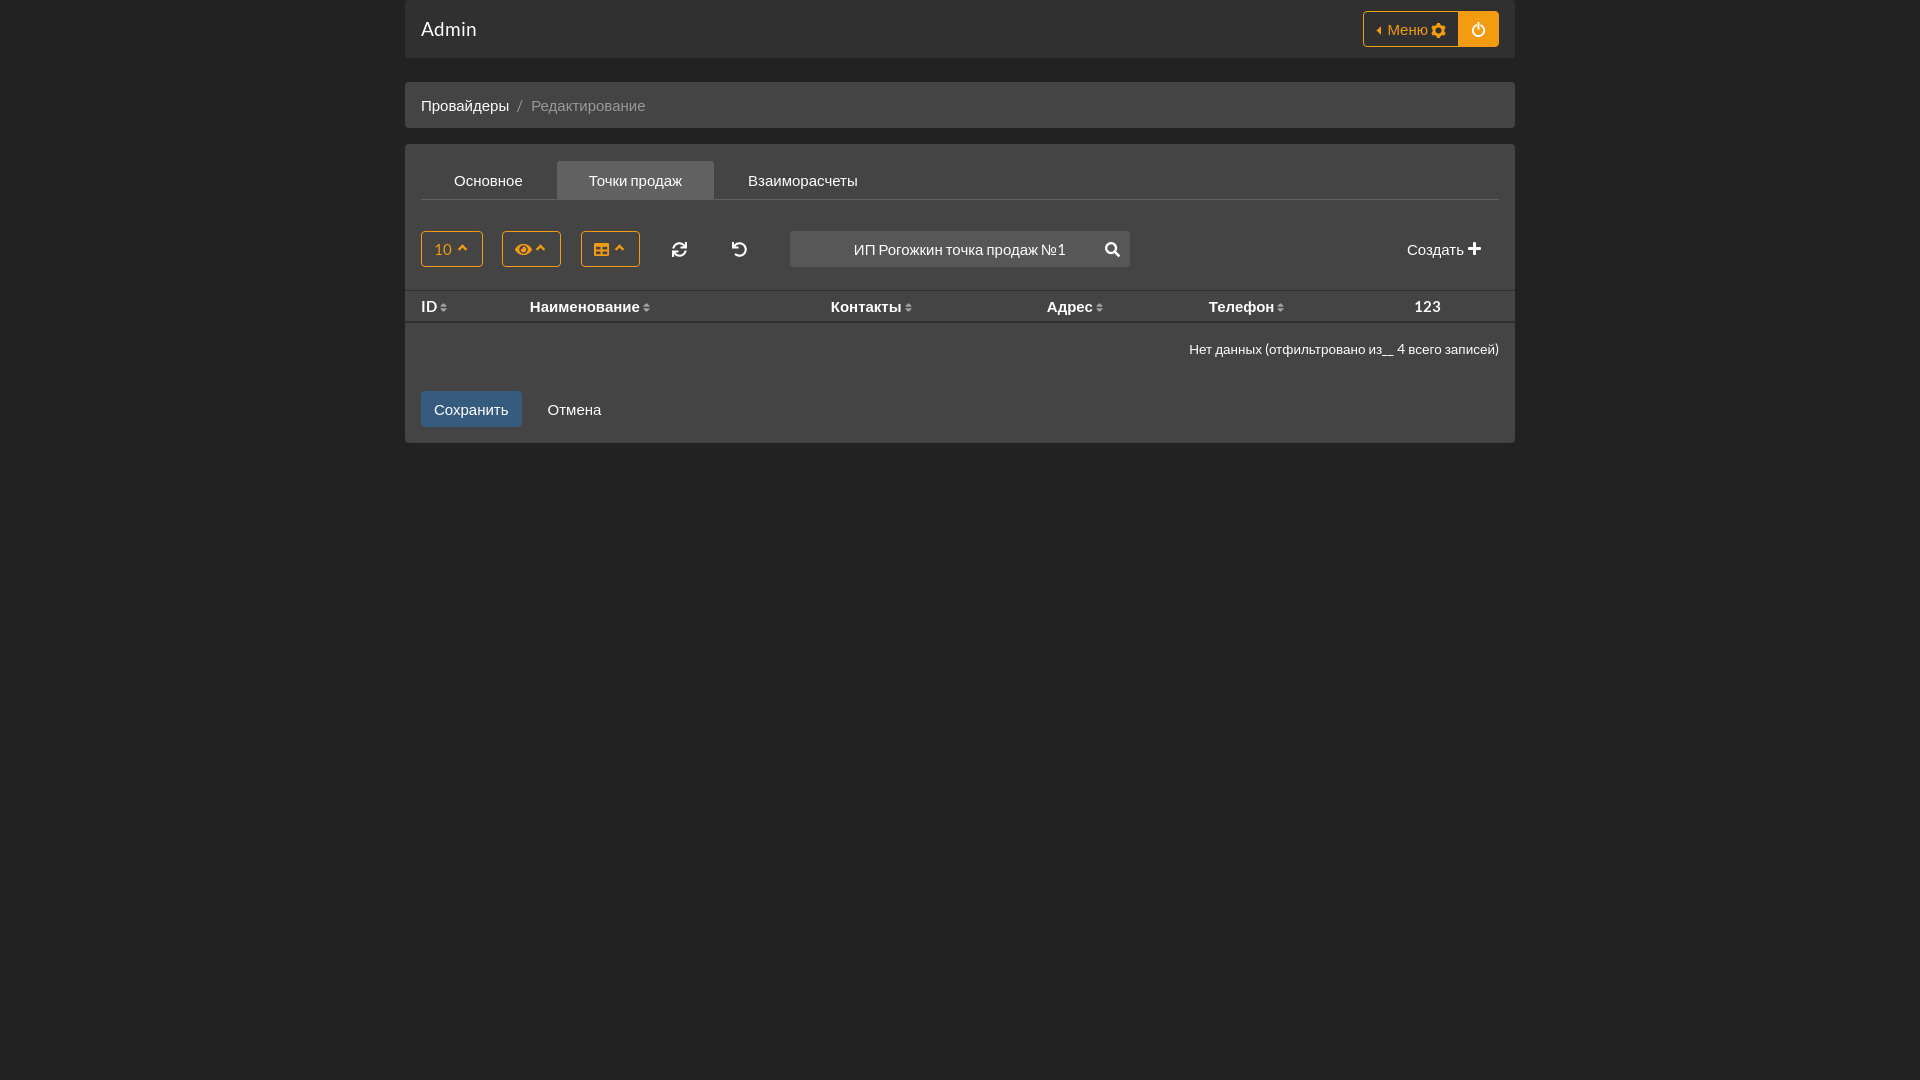 Admin
Меню
Провайдеры / Редактирование
Основное Точки продаж Взаиморасчеты
10 ИП Рогожкин точка продаж №1 Создать
ID Наименование Контакты Адрес Телефон 123
Нет данных (отфильтровано из__ 4 всего записей)
Сохранить Отмена